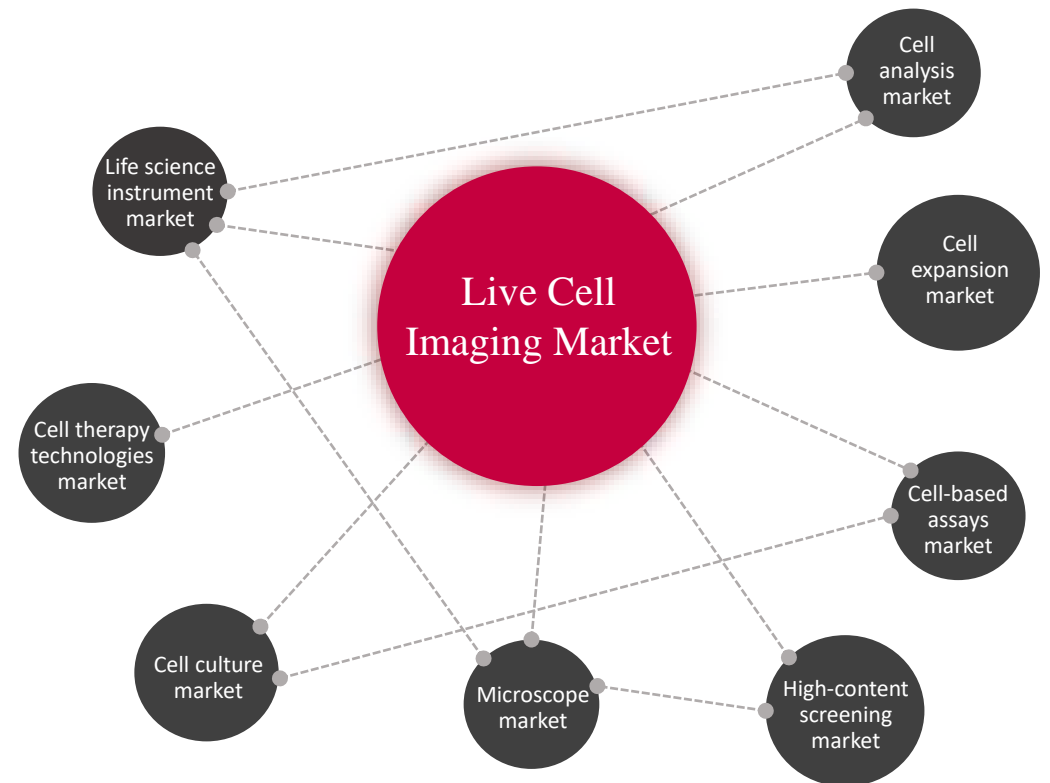 Cell
analysis
market
Life science
instrument
market
Cell
expansion
market
Live Cell
Imaging Market
Cell therapy
technologies
market
Cell-based
assays
market
Cell culture
market
Microscope
market
High-content
screening
market